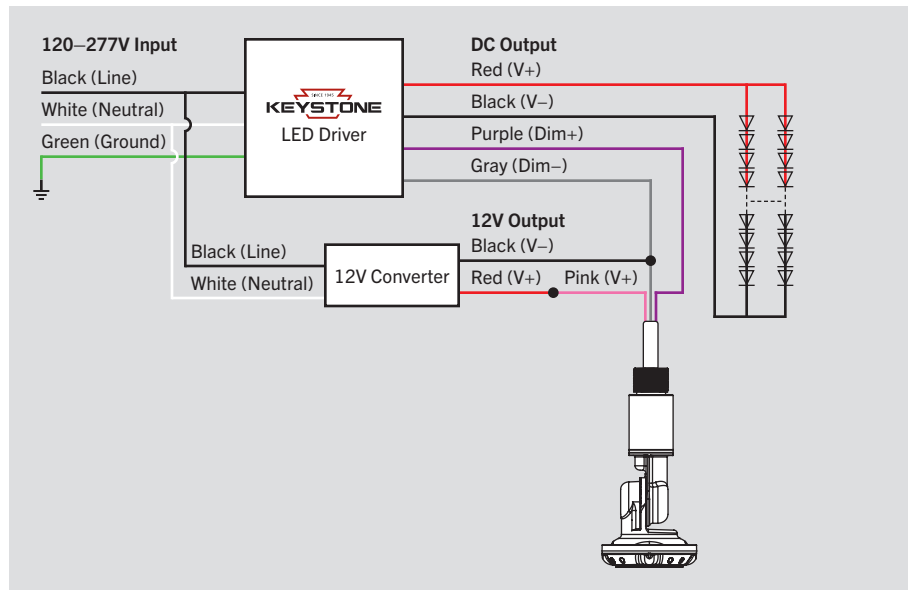 120–277V Input
Black (Line)
White (Neutral)
Green (Ground)
SINCE 1945
KEYSTONE
LED Driver
DC Output
Red (V+)
Black (V–)
Purple (Dim+)
Gray (Dim–)
12V Output
Black (Line)
White (Neutral)
12V Converter
Black (V–)
Red (V+)
Pink (V+)